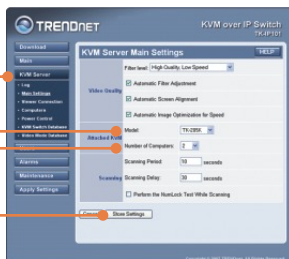 TRENDNET
KVM over IP Switch
TK-IP101
Download
Main
KVM Server
Log
Main Settings
Viewer Connection
Computers
Power Control
KVM Switch Database
Video Mode Database
Alarms
Maintenance
Apply Settings
KVM Server Main Settings
HELP
Filter level: High Quality, Low Speed
Video Quality
Automatic Filter Adjustment
Automatic Screen Alignment
Automatic Image Optimization for Speed
Attached KVM
Model:
Number of Computers: 2
Scanning Period: 10 seconds
Scanning
Scanning Delay: 30 seconds
Perform the NumLock Test While Scanning
Store Settings